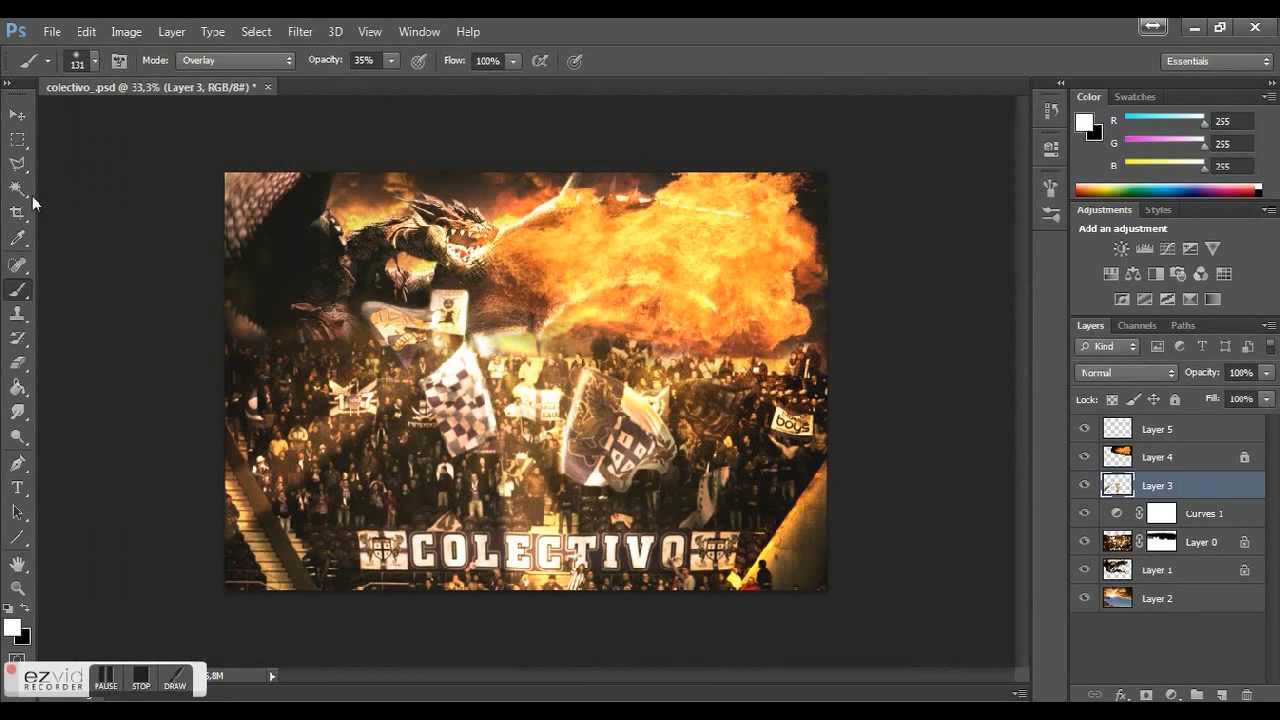 Ps File Edit Image Layer Type Select Filter 3D View Window Help
131 Mode: Overlay Opacity: 35% Flow: 100% Essentials
colectivo_.psd @ 33,3% (Layer 3, RGB/8#) * ×
Color Swatches
R 255
G 255
B 255
Adjustments Styles
Add an adjustment
Layers Channels Paths
Kind
Normal Opacity: 100%
Lock: Fill: 100%
Layer 5
Layer 4
Layer 3
Curves 1
Layer 0
Layer 1
Layer 2
boys
COLECTIVO
ezvid
RECORDER
PAUSE STOP DRAW